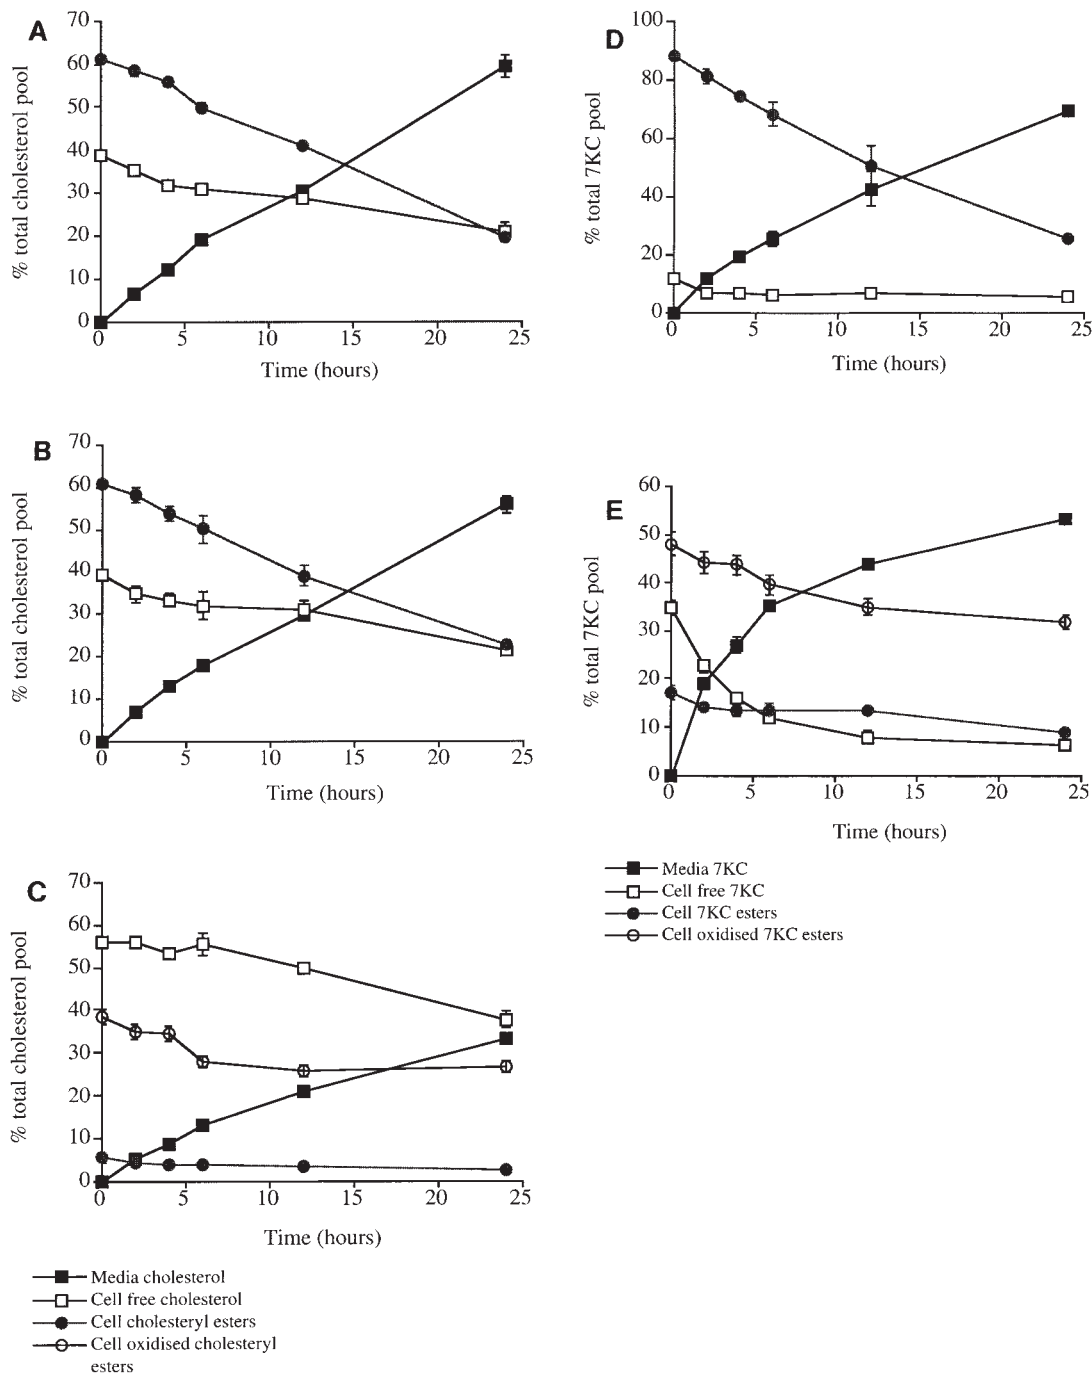 A
% total cholesterol pool
70
60
50
40
30
20
10
0
0 5 10 15 20 25
Time (hours)
B
% total cholesterol pool
70
60
50
40
30
20
10
0
0 5 10 15 20 25
Time (hours)
C
% total cholesterol pool
70
60
50
40
30
20
10
0
0 5 10 15 20 25
Time (hours)
Media cholesterol
Cell free cholesterol
Cell cholesteryl esters
Cell oxidised cholesteryl
esters
D
% total 7KC pool
100
80
60
40
20
0
0 5 10 15 20 25
Time (hours)
E
% total 7KC pool
60
50
40
30
20
10
0
0 5 10 15 20 25
Time (hours)
Media 7KC
Cell free 7KC
Cell 7KC esters
Cell oxidised 7KC esters